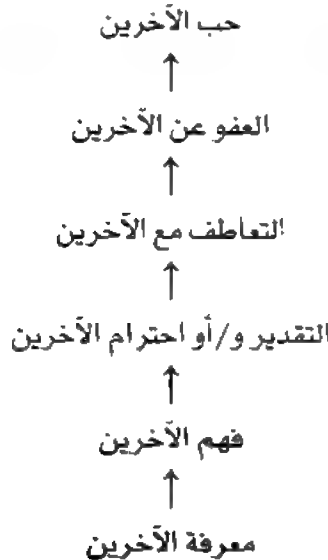 حب الآخرين
العفو عن الآخرين
التعاطف مع الآخرين
التقدير و/أو احترام الآخرين
فهم الآخرين
معرفة الآخرين